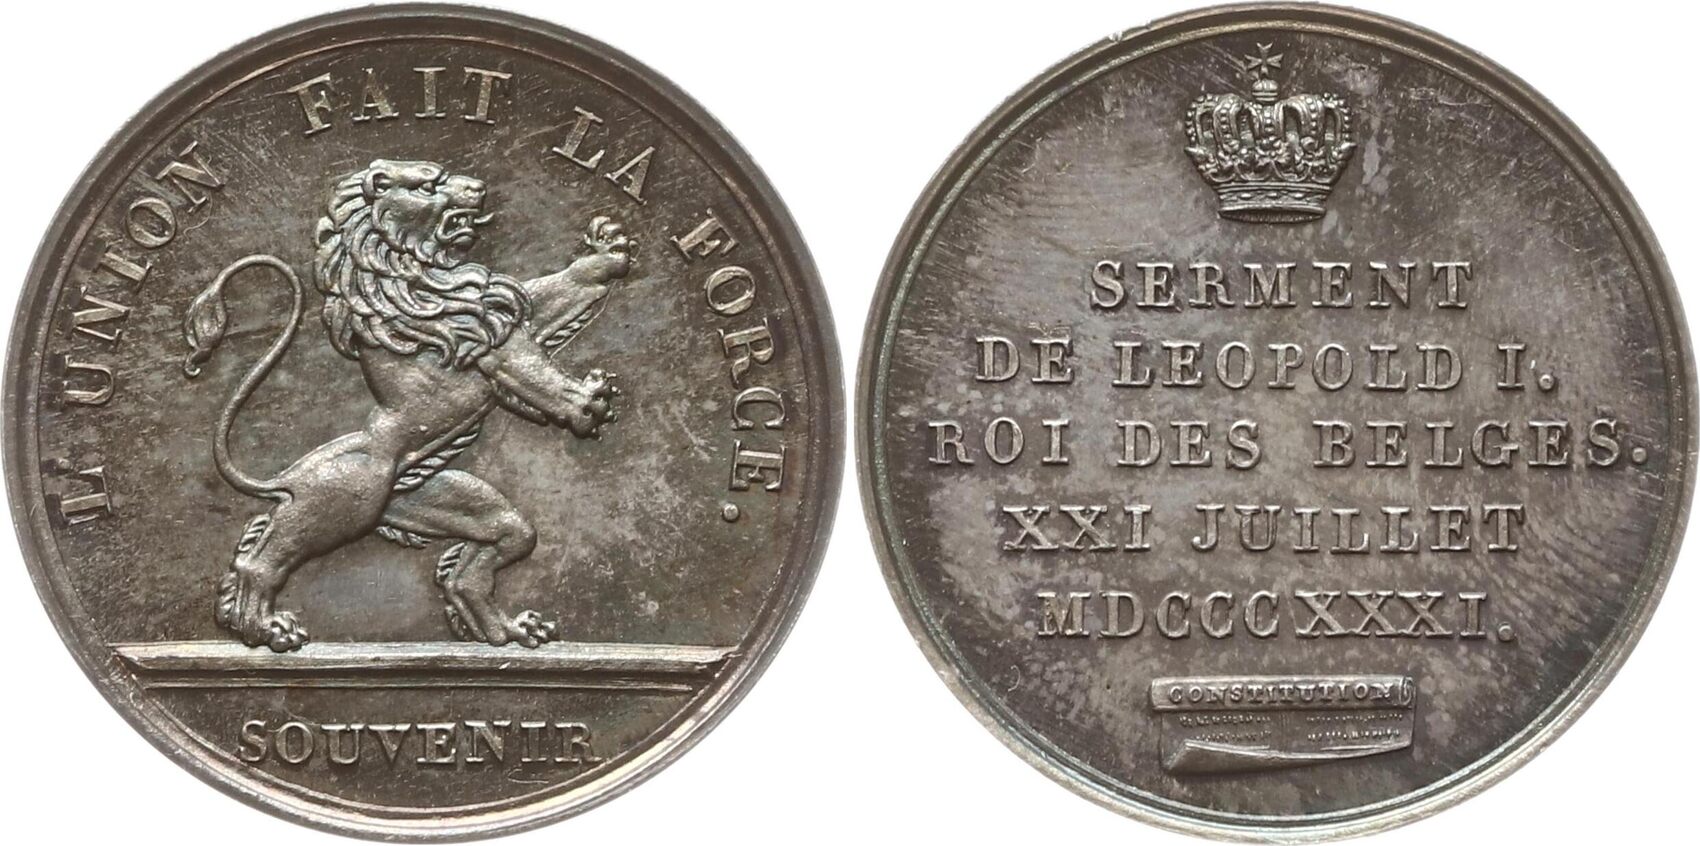 L'UNION FAIT LA FORCE.
SOUVENIR
SERMENT
DE LEOPOLD I.
ROI DES BELGES.
XXI JUILLET
MDCCCXXXI.
CONSTITUTION